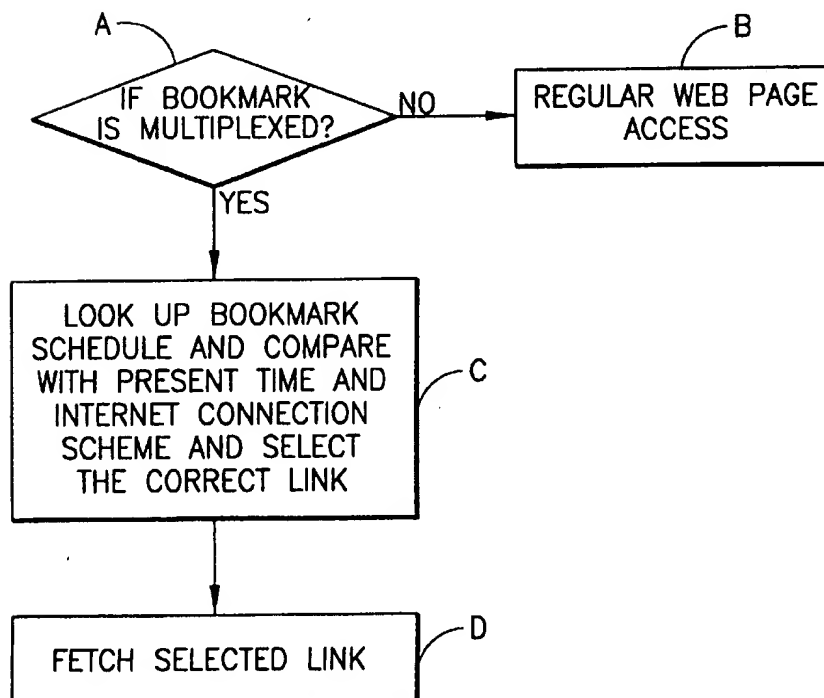 A
B
IF BOOKMARK
IS MULTIPLEXED?
NO
REGULAR WEB PAGE
ACCESS
YES
LOOK UP BOOKMARK
SCHEDULE AND COMPARE
WITH PRESENT TIME AND
INTERNET CONNECTION
SCHEME AND SELECT
THE CORRECT LINK
C
FETCH SELECTED LINK
D